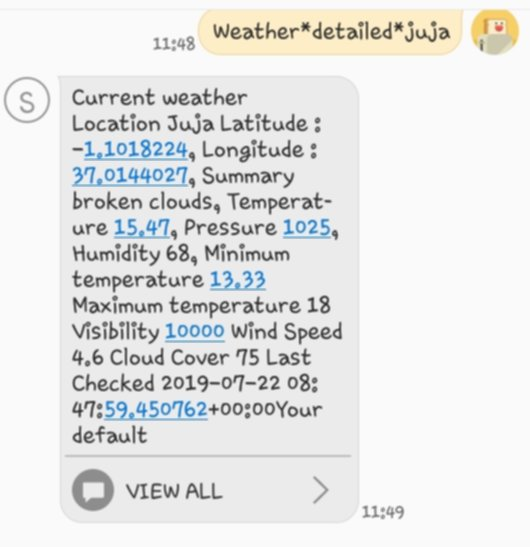 Weather*detailed*juja
11:48
S
Current weather
Location Juja Latitude :
-1.1018224, Longitude :
37.0144027, Summary
broken clouds, Temperat-
ure 15.47, Pressure 1025,
Humidity 68, Minimum
temperature 13.33
Maximum temperature 18
Visibility 10000 Wind Speed
4.6 Cloud Cover 75 Last
Checked 2019-07-22 08:
47:59.450762+00:00Your
default
VIEW ALL
11:49